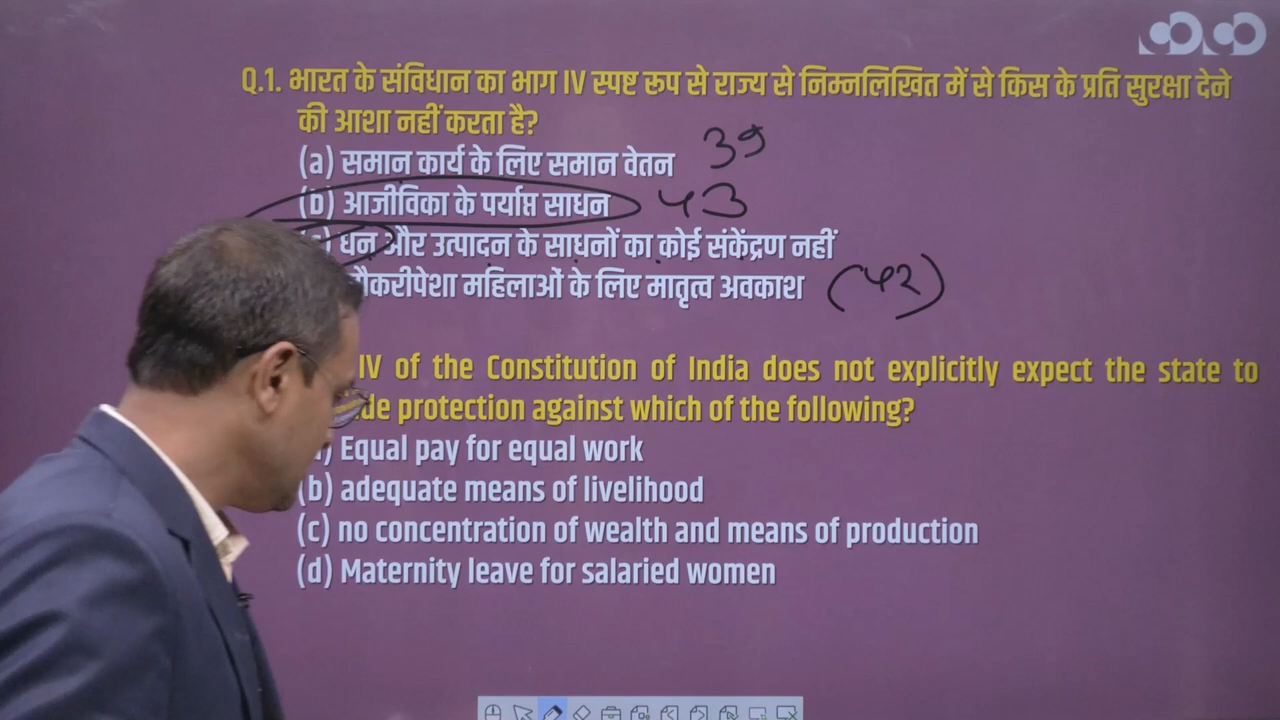 Q.1. भारत के संविधान का भाग IV स्पष्ट रूप से राज्य से निम्नलिखित में से किस के प्रति सुरक्षा देने
की आशा नहीं करता है?
(a) समान कार्य के लिए समान वेतन 39
(b) आजीविका के पर्याप्त साधन 43
धन और उत्पादन के साधनों का कोई संकेंद्रण नहीं
नौकरीपेशा महिलाओं के लिए मातृत्व अवकाश (42)
IV of the Constitution of India does not explicitly expect the state to
protection against which of the following?
Equal pay for equal work
(b) adequate means of livelihood
(c) no concentration of wealth and means of production
(d) Maternity leave for salaried women